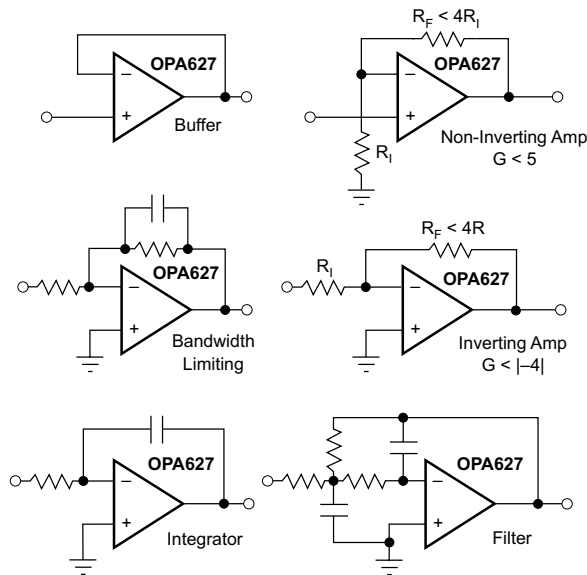 OPA627
−
+
Buffer
R_F < 4R_I
OPA627
−
+
R_I
Non-Inverting Amp
G < 5
OPA627
−
+
Bandwidth
Limiting
R_F < 4R
R_I
OPA627
−
+
Inverting Amp
G < |–4|
OPA627
−
+
Integrator
OPA627
−
+
Filter